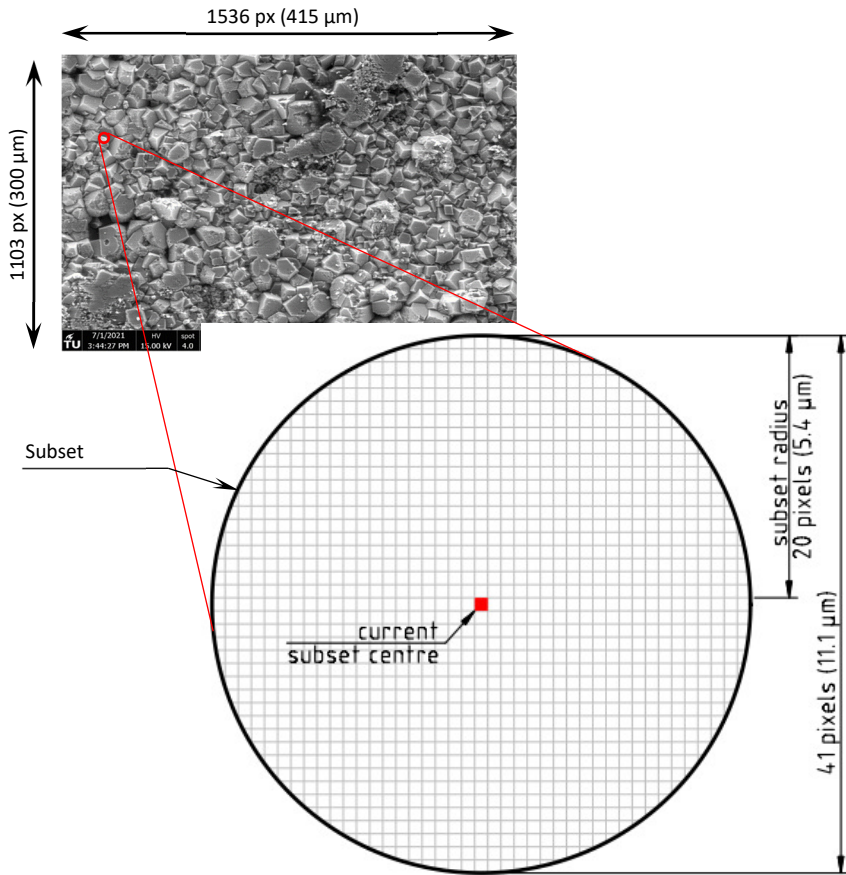 1536 px (415 µm)
1103 px (300 µm)
TU
7/1/2021
3:44:27 PM
HV
15.00 kV
spot
4.0
Subset
current
subset centre
subset radius
20 pixels (5.4 µm)
41 pixels (11.1 µm)